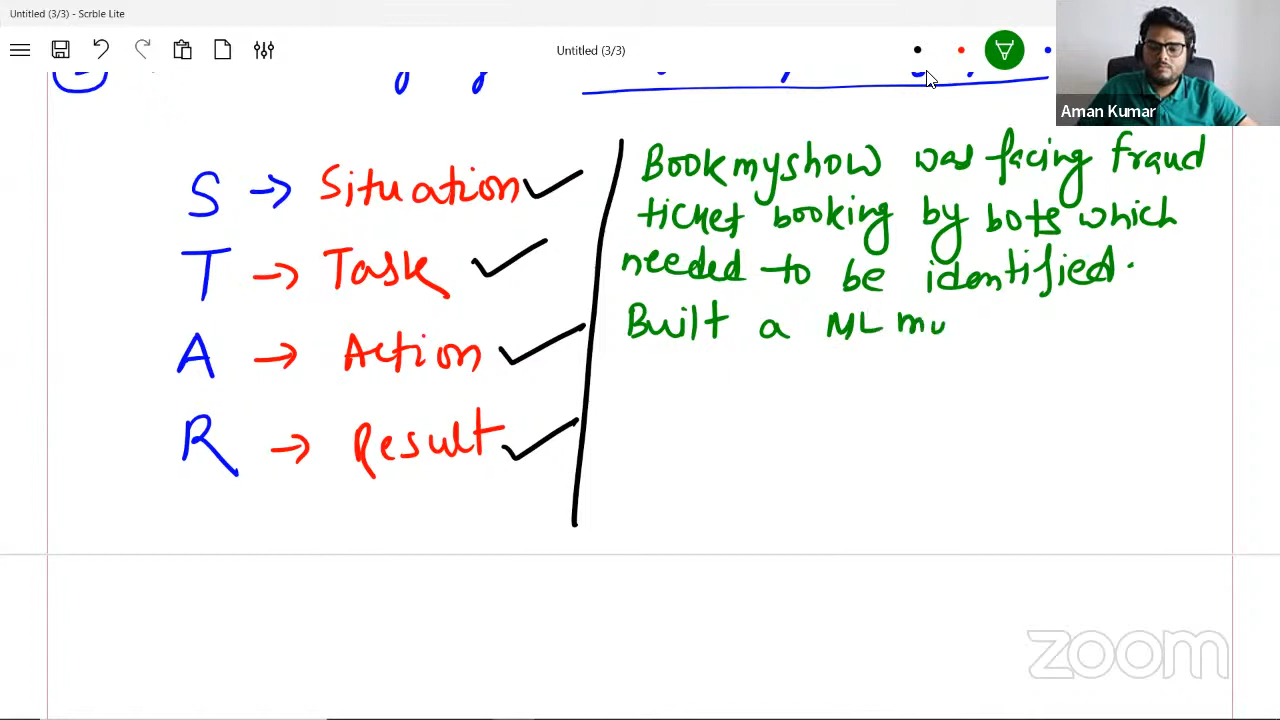 Untitled (3/3) - Scrble Lite
Untitled (3/3)
Aman Kumar
S → Situation
T → Task
A → Action
R → Result
Bookmyshow was facing fraud
ticket booking by bots which
needed to be identified.
Built a ML mo
zoom